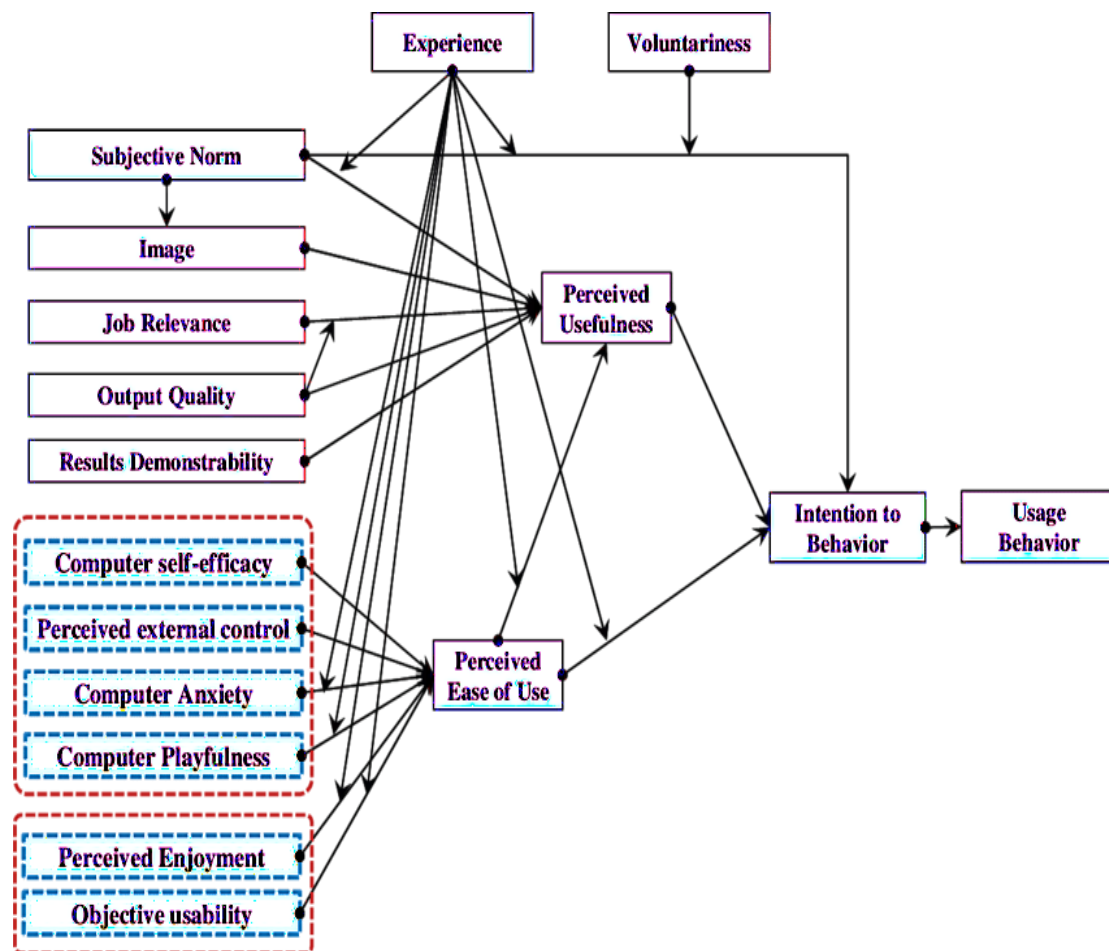 Experience
Voluntariness
Subjective Norm
Image
Job Relevance
Output Quality
Results Demonstrability
Perceived
Usefulness
Computer self-efficacy
Perceived external control
Computer Anxiety
Computer Playfulness
Perceived
Ease of Use
Intention to
Behavior
Usage
Behavior
Perceived Enjoyment
Objective usability